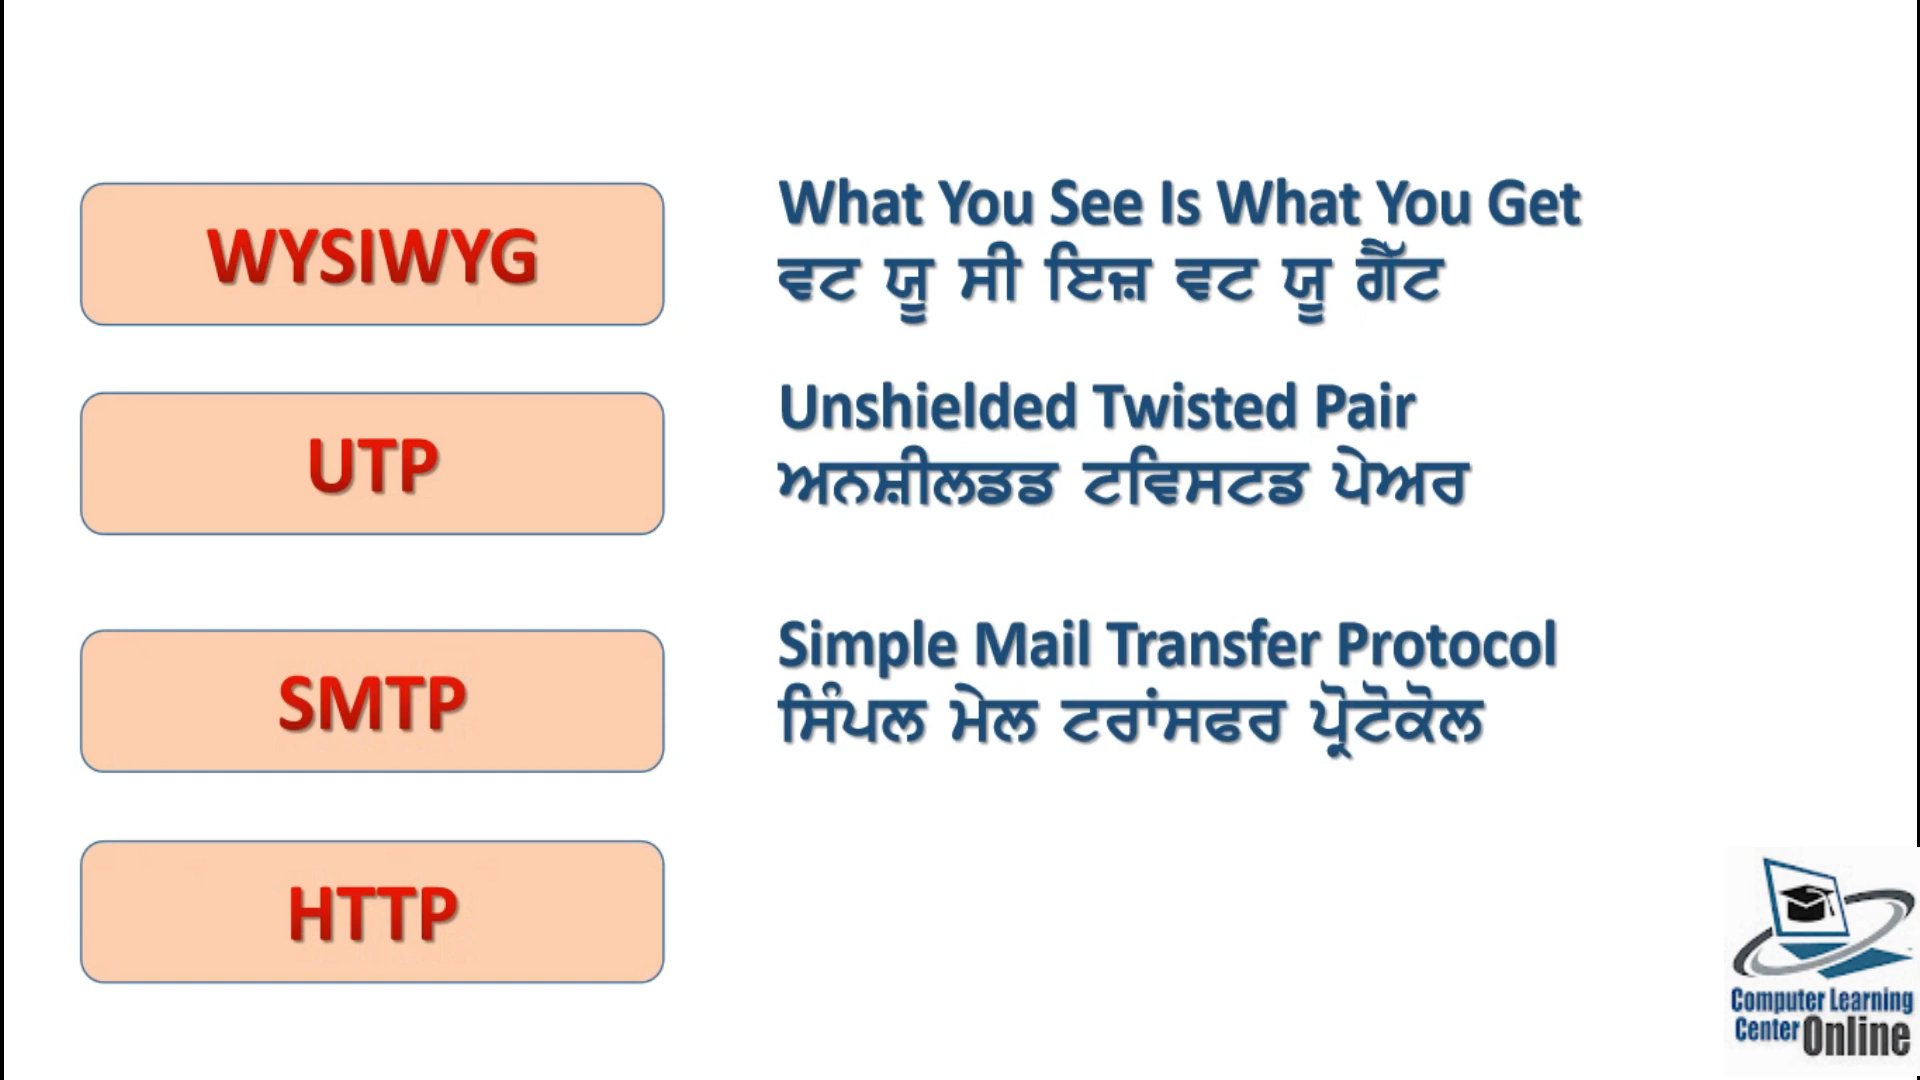 WYSIWYG
What You See Is What You Get
ਵਟ ਯੂ ਸੀ ਇਜ਼ ਵਟ ਯੂ ਗੈੱਟ
UTP
Unshielded Twisted Pair
ਅਨਸ਼ੀਲਡਡ ਟਵਿਸਟਡ ਪੇਅਰ
SMTP
Simple Mail Transfer Protocol
ਸਿੰਪਲ ਮੇਲ ਟਰਾਂਸਫਰ ਪ੍ਰੋਟੋਕੋਲ
HTTP
Computer Learning
Center Online